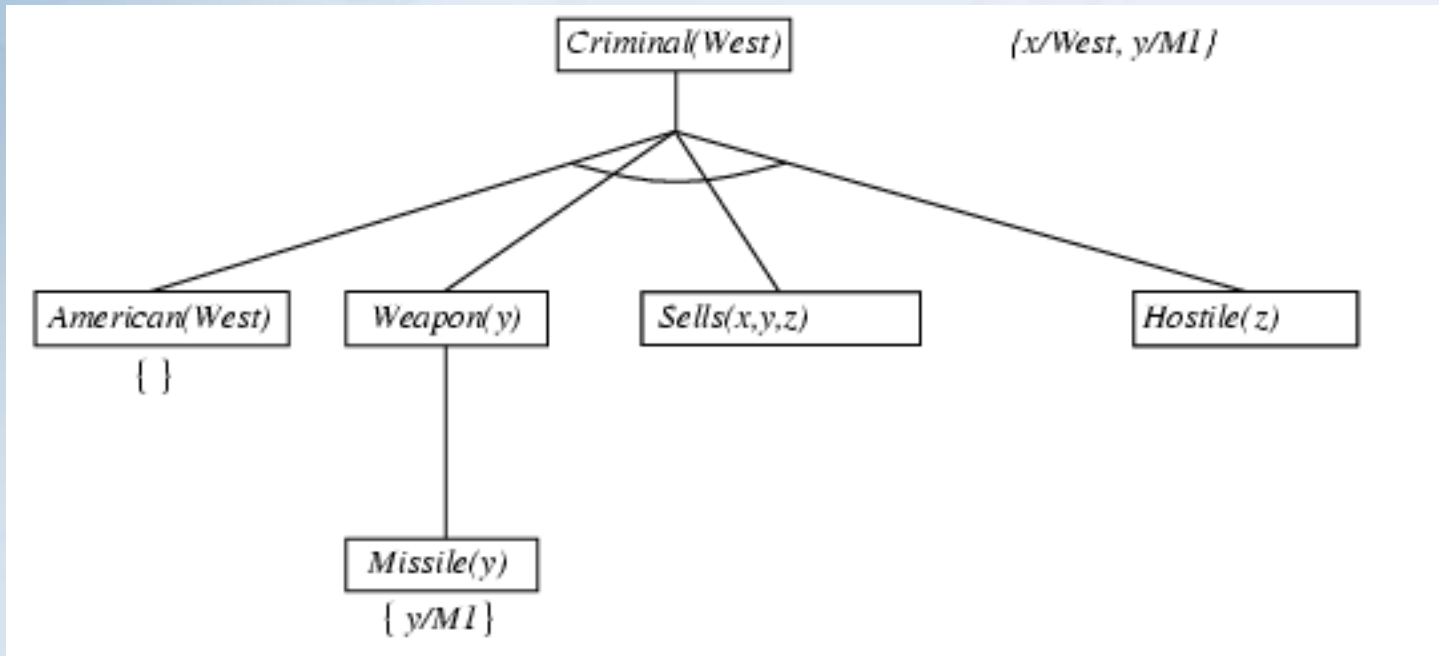 Criminal(West)
{x/West, y/M1}
American(West)
Weapon(y)
Sells(x,y,z)
Hostile(z)
{ }
Missile(y)
{ y/M1}